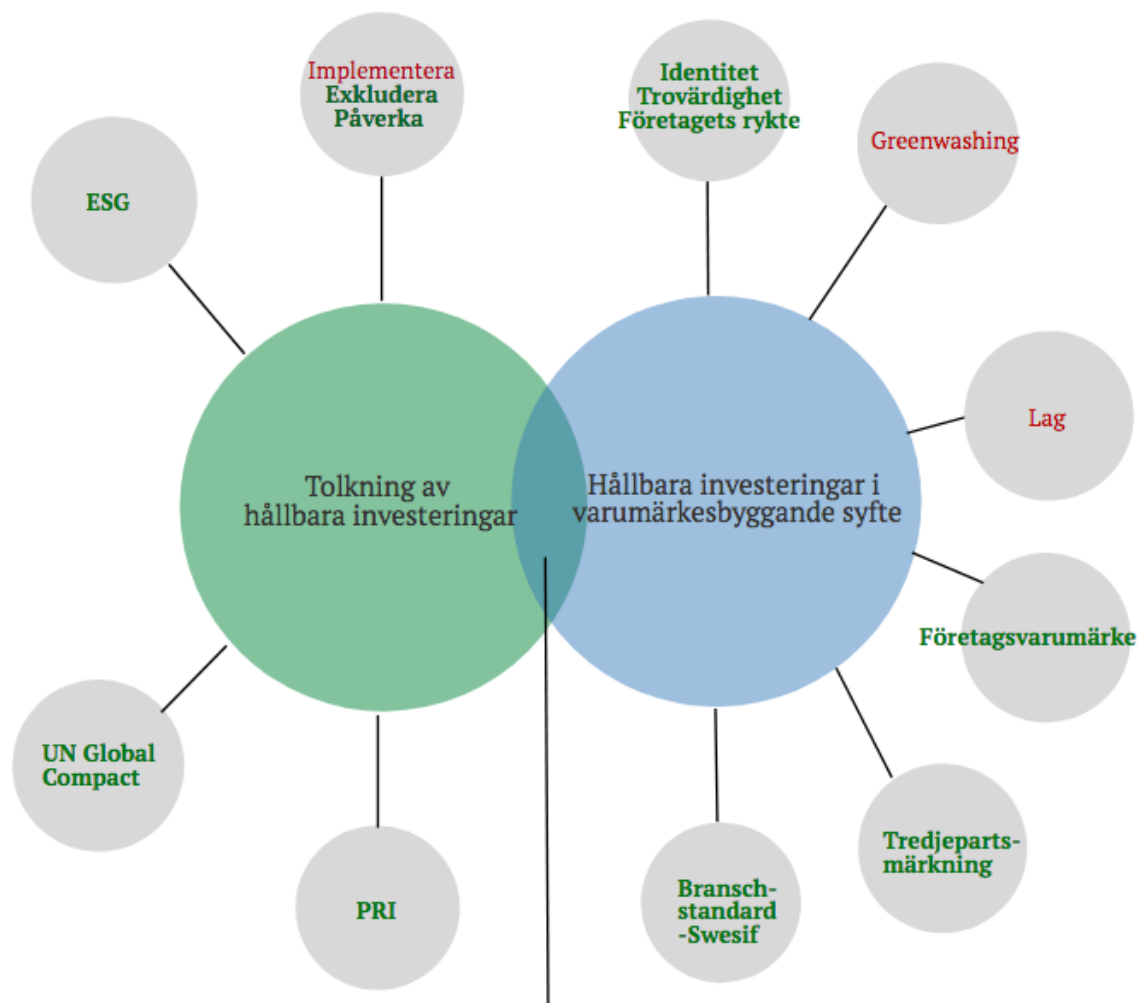 Implementera
Exkludera
Påverka
Identitet
Trovärdighet
Företagets rykte
Greenwashing
ESG
Lag
Tolkning av
hållbara investeringar
Hållbara investeringar i
varumärkesbyggande syfte
Företagsvarumärke
UN Global
Compact
Tredjeparts-
märkning
PRI
Bransch-
standard
-Swesif